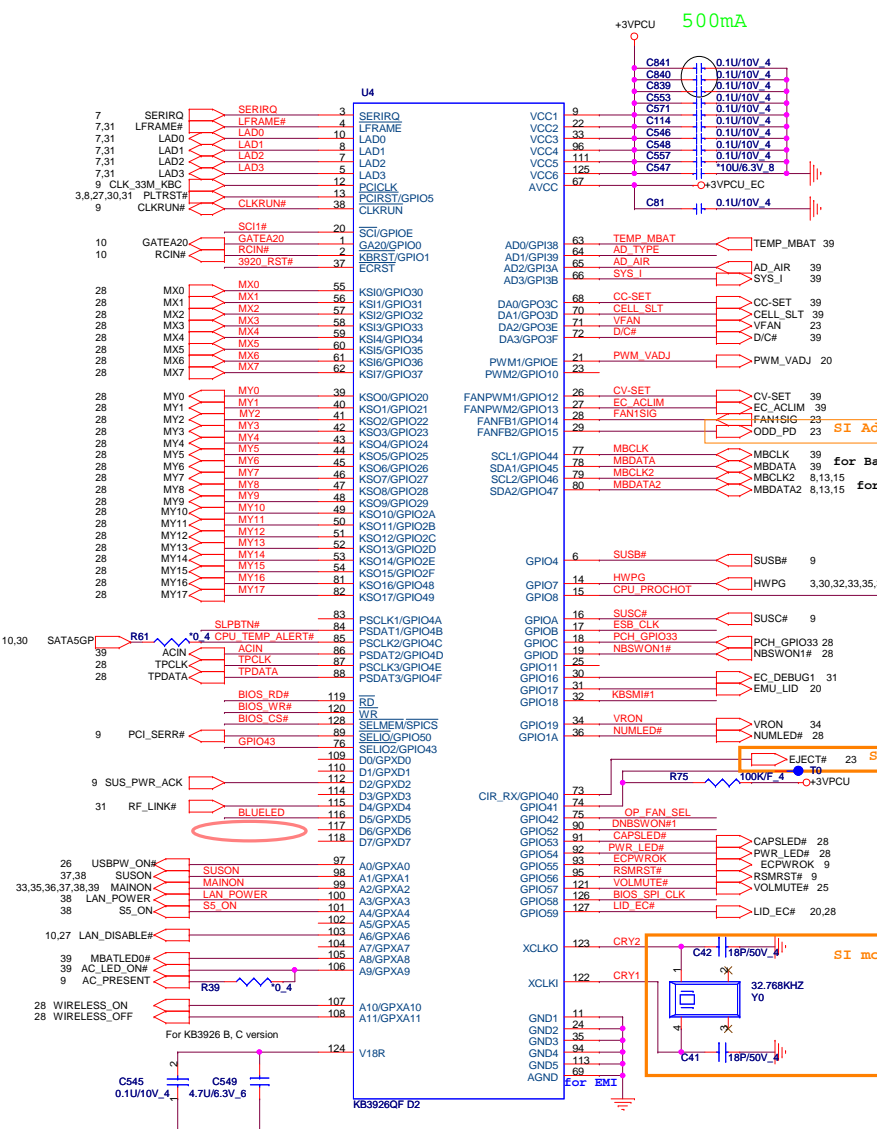 500mA
+3VPCU
C841 0.1U/10V_4
C840 0.1U/10V_4
C839 0.1U/10V_4
C553 0.1U/10V_4
C571 0.1U/10V_4
C114 0.1U/10V_4
C546 0.1U/10V_4
C548 0.1U/10V_4
C557 0.1U/10V_4
C547 *10U/6.3V_8
+3VPCU_EC
C81 0.1U/10V_4
U4
7 SERIRQ SERIRQ 3 SERIRQ
7,31 LFRAME# LFRAME# 4 LFRAME
7,31 LAD0 LAD0 10 LAD0
7,31 LAD1 LAD1 8 LAD1
7,31 LAD2 LAD2 7 LAD2
7,31 LAD3 LAD3 5 LAD3
9 CLK_33M_KBC 12 PCICLK
3,8,27,30,31 PLTRST# 13 PCIRST/GPIO5
9 CLKRUN# CLKRUN# 38 CLKRUN
SCI1# 20 SCI/GPIOE
10 GATEA20 GATEA20 1 GA20/GPIO0
10 RCIN# RCIN# 2 KBRST/GPIO1
3920_RST# 37 ECRST
28 MX0 MX0 55 KSI0/GPIO30
28 MX1 MX1 56 KSI1/GPIO31
28 MX2 MX2 57 KSI2/GPIO32
28 MX3 MX3 58 KSI3/GPIO33
28 MX4 MX4 59 KSI4/GPIO34
28 MX5 MX5 60 KSI5/GPIO35
28 MX6 MX6 61 KSI6/GPIO36
28 MX7 MX7 62 KSI7/GPIO37
28 MY0 MY0 39 KSO0/GPIO20
28 MY1 MY1 40 KSO1/GPIO21
28 MY2 MY2 41 KSO2/GPIO22
28 MY3 MY3 42 KSO3/GPIO23
28 MY4 MY4 43 KSO4/GPIO24
28 MY5 MY5 44 KSO5/GPIO25
28 MY6 MY6 45 KSO6/GPIO26
28 MY7 MY7 46 KSO7/GPIO27
28 MY8 MY8 47 KSO8/GPIO28
28 MY9 MY9 48 KSO9/GPIO29
28 MY10 MY10 49 KSO10/GPIO2A
28 MY11 MY11 50 KSO11/GPIO2B
28 MY12 MY12 51 KSO12/GPIO2C
28 MY13 MY13 52 KSO13/GPIO2D
28 MY14 MY14 53 KSO14/GPIO2E
28 MY15 MY15 54 KSO15/GPIO2F
28 MY16 MY16 81 KSO16/GPIO48
28 MY17 MY17 82 KSO17/GPIO49
83 PSCLK1/GPIO4A
SLPBTN# 84 PSDAT1/GPIO4B
10,30 SATA5GP R61 *0_4 CPU_TEMP_ALERT# 85 PSCLK2/GPIO4C
39 ACIN ACIN 86 PSDAT2/GPIO4D
28 TPCLK TPCLK 87 PSCLK3/GPIO4E
28 TPDATA TPDATA 88 PSDAT3/GPIO4F
BIOS_RD# 119 RD
BIOS_WR# 120 WR
BIOS_CS# 128 SELMEM/SPICS
9 PCI_SERR# 89 SELIO/GPIO50
GPIO43 76 SELIO2/GPIO43
109 D0/GPXD0
110 D1/GPXD1
9 SUS_PWR_ACK 112 D2/GPXD2
114 D3/GPXD3
31 RF_LINK# 115 D4/GPXD4
BLUELED 116 D5/GPXD5
117 D6/GPXD6
118 D7/GPXD7
26 USBPW_ON# 97 A0/GPXA0
37,38 SUSON SUSON 98 A1/GPXA1
33,35,36,37,38,39 MAINON MAINON 99 A2/GPXA2
38 LAN_POWER LAN_POWER 100 A3/GPXA3
38 S5_ON S5_ON 101 A4/GPXA4
102 A5/GPXA5
10,27 LAN_DISABLE# 103 A6/GPXA6
104 A7/GPXA7
39 MBATLED0# 105 A8/GPXA8
39 AC_LED_ON# 106 A9/GPXA9
9 AC_PRESENT R39 *0_4
28 WIRELESS_ON 107 A10/GPXA10
28 WIRELESS_OFF 108 A11/GPXA11
For KB3926 B, C version
124 V18R
2
C545 0.1U/10V_4
1
C549 4.7U/6.3V_6
VCC1 9
VCC2 22
VCC3 33
VCC4 96
VCC5 111
VCC6 125
AVCC 67
AD0/GPI38 63 TEMP_MBAT TEMP_MBAT 39
AD1/GPI39 64 AD_TYPE
AD2/GPI3A 65 AD_AIR AD_AIR 39
AD3/GPI3B 66 SYS_I SYS_I 39
DA0/GPO3C 68 CC-SET CC-SET 39
DA1/GPO3D 70 CELL_SLT CELL_SLT 39
DA2/GPO3E 71 VFAN VFAN 23
DA3/GPO3F 72 D/C# D/C# 39
PWM1/GPIOE 21 PWM_VADJ PWM_VADJ 20
PWM2/GPIO10 23
FANPWM1/GPIO12 26 CV-SET CV-SET 39
FANPWM2/GPIO13 27 EC_ACLIM EC_ACLIM 39
FANFB1/GPIO14 28 FAN1SIG FAN1SIG 23
FANFB2/GPIO15 29 ODD_PD 23 SI Ad
SCL1/GPIO44 77 MBCLK MBCLK 39
SDA1/GPIO45 78 MBDATA MBDATA 39 for Ba
SCL2/GPIO46 79 MBCLK2 MBCLK2 8,13,15
SDA2/GPIO47 80 MBDATA2 MBDATA2 8,13,15 for
GPIO4 6 SUSB# SUSB# 9
GPIO7 14 HWPG HWPG 3,30,32,33,35,
GPIO8 15 CPU_PROCHOT
GPIOA 16 SUSC# SUSC# 9
GPIOB 17 ESB_CLK
GPIOC 18 PCH_GPIO33 PCH_GPIO33 28
GPIOD 19 NBSWON1# NBSWON1# 28
GPIO11 25
GPIO16 30 EC_DEBUG1 31
GPIO17 31 EMU_LID 20
GPIO18 32 KBSMI#1
GPIO19 34 VRON VRON 34
GPIO1A 36 NUMLED# NUMLED# 28
EJECT# 23 S
T0
R75 100K/F_4 +3VPCU
CIR_RX/GPIO40 73
GPIO41 74
GPIO42 75 OP_FAN_SEL
GPIO52 90 DNBSWON#1
GPIO53 91 CAPSLED# CAPSLED# 28
GPIO54 92 PWR_LED# PWR_LED# 28
GPIO55 93 ECPWROK ECPWROK 9
GPIO56 95 RSMRST# RSMRST# 9
GPIO57 121 VOLMUTE# VOLMUTE# 25
GPIO58 126 BIOS_SPI_CLK
GPIO59 127 LID_EC# LID_EC# 20,28
XCLKO 123 CRY2
XCLKI 122 CRY1
C42 18P/50V_4 SI mo
1 2
32.768KHZ
Y0
4 3
C41 18P/50V_4
GND1 11
GND2 24
GND3 35
GND4 94
GND5 113
AGND 69
for EMI
KB3926QF D2